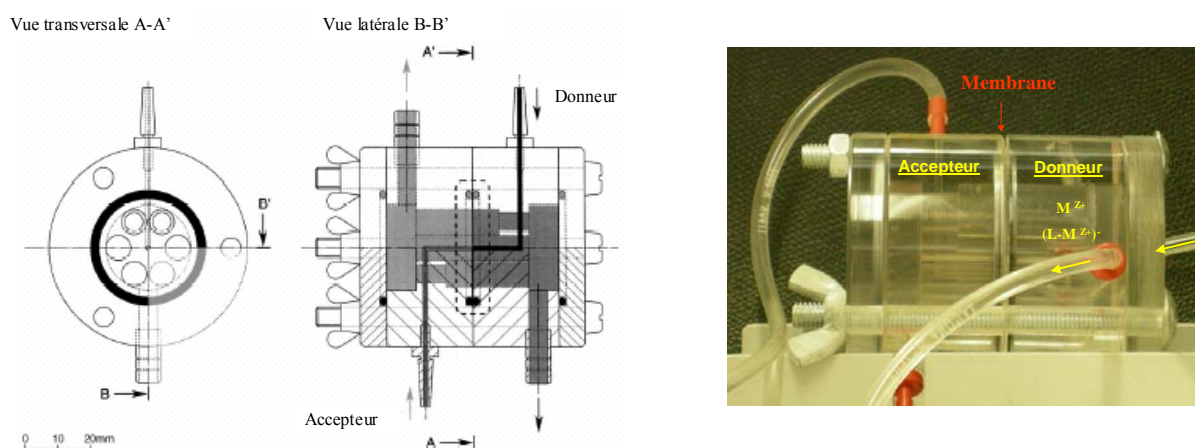 Vue transversale A-A’
Vue latérale B-B’
A'
Donneur
B'
B
Accepteur
A
0 10 20mm
Membrane
Accepteur
Donneur
M Z+
(L-M Z+)-